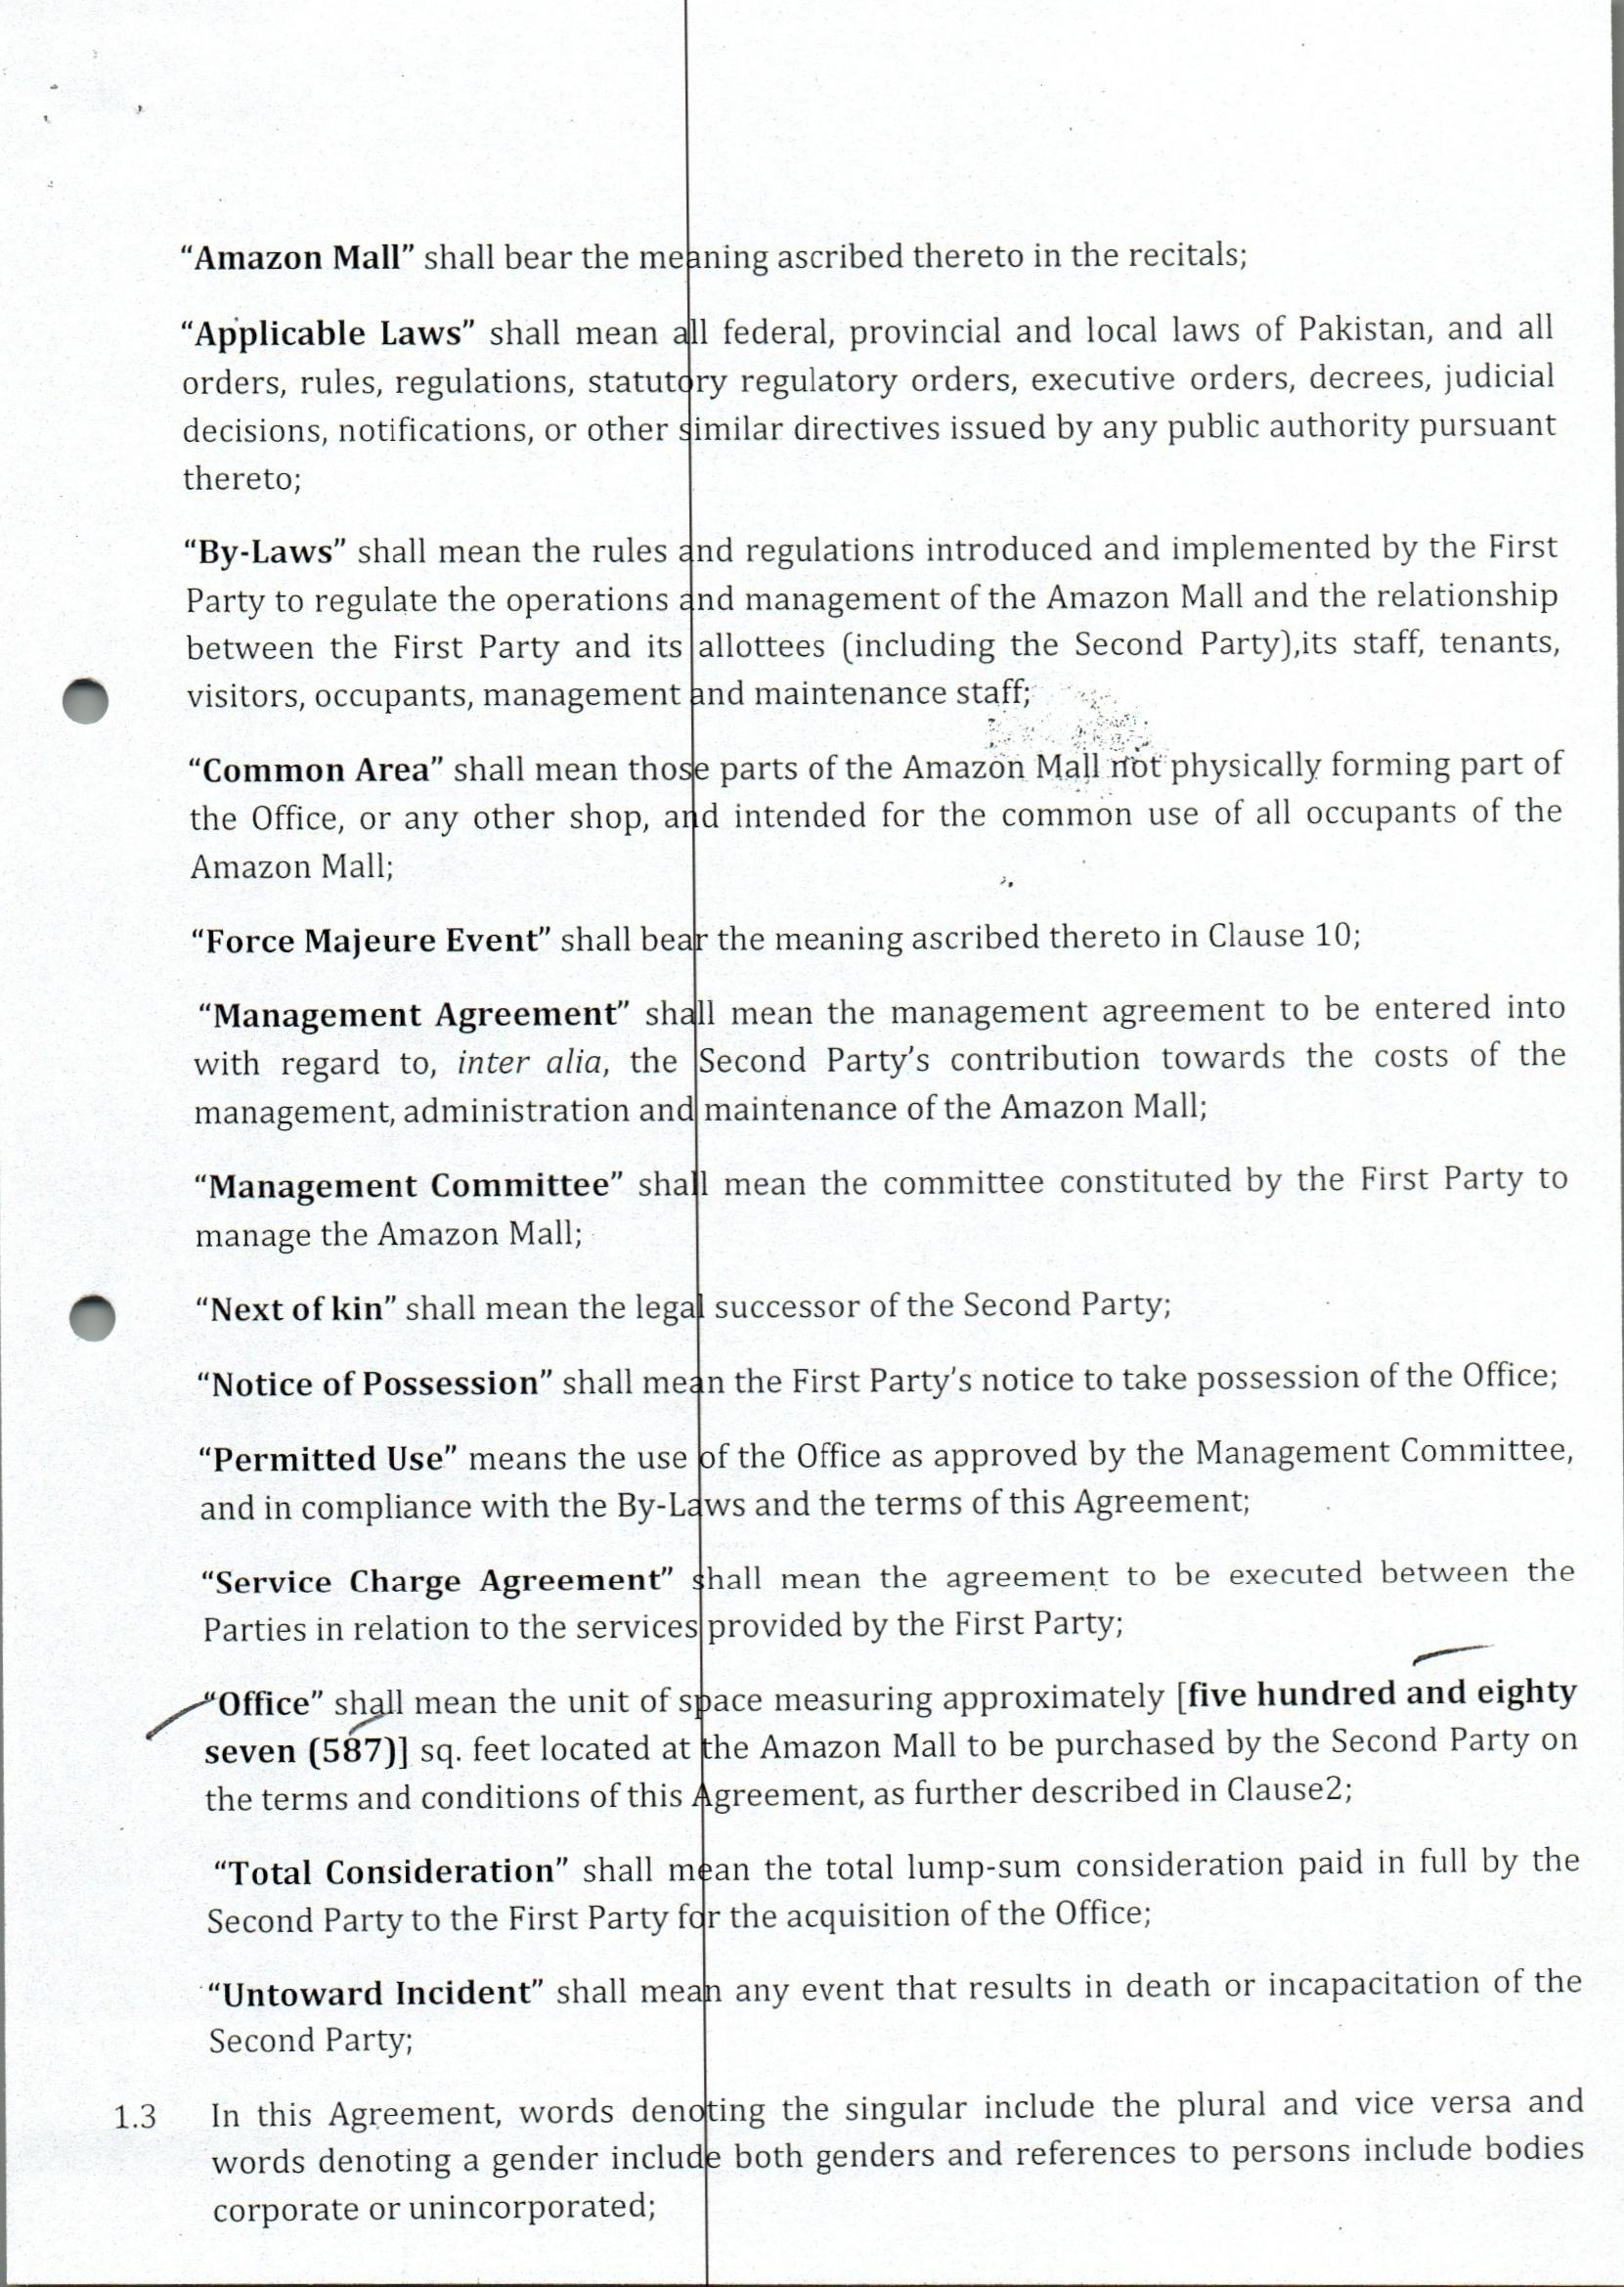 “Amazon Mall” shall bear the meaning ascribed thereto in the recitals;
“Applicable Laws” shall mean all federal, provincial and local laws of Pakistan, and all
orders, rules, regulations, statutory regulatory orders, executive orders, decrees, judicial
decisions, notifications, or other similar directives issued by any public authority pursuant
thereto;
“By-Laws” shall mean the rules and regulations introduced and implemented by the First
Party to regulate the operations and management of the Amazon Mall and the relationship
between the First Party and its allottees (including the Second Party),its staff, tenants,
visitors, occupants, management and maintenance staff;
“Common Area” shall mean those parts of the Amazon Mall not physically forming part of
the Office, or any other shop, and intended for the common use of all occupants of the
Amazon Mall;
“Force Majeure Event” shall bear the meaning ascribed thereto in Clause 10;
“Management Agreement” shall mean the management agreement to be entered into
with regard to, inter alia, the Second Party’s contribution towards the costs of the
management, administration and maintenance of the Amazon Mall;
“Management Committee” shall mean the committee constituted by the First Party to
manage the Amazon Mall;
“Next of kin” shall mean the legal successor of the Second Party;
“Notice of Possession” shall mean the First Party’s notice to take possession of the Office;
“Permitted Use” means the use of the Office as approved by the Management Committee,
and in compliance with the By-Laws and the terms of this Agreement;
“Service Charge Agreement” shall mean the agreement to be executed between the
Parties in relation to the services provided by the First Party;
“Office” shall mean the unit of space measuring approximately [five hundred and eighty
seven (587)] sq. feet located at the Amazon Mall to be purchased by the Second Party on
the terms and conditions of this Agreement, as further described in Clause2;
“Total Consideration” shall mean the total lump-sum consideration paid in full by the
Second Party to the First Party for the acquisition of the Office;
“Untoward Incident” shall mean any event that results in death or incapacitation of the
Second Party;
1.3 In this Agreement, words denoting the singular include the plural and vice versa and
words denoting a gender include both genders and references to persons include bodies
corporate or unincorporated;